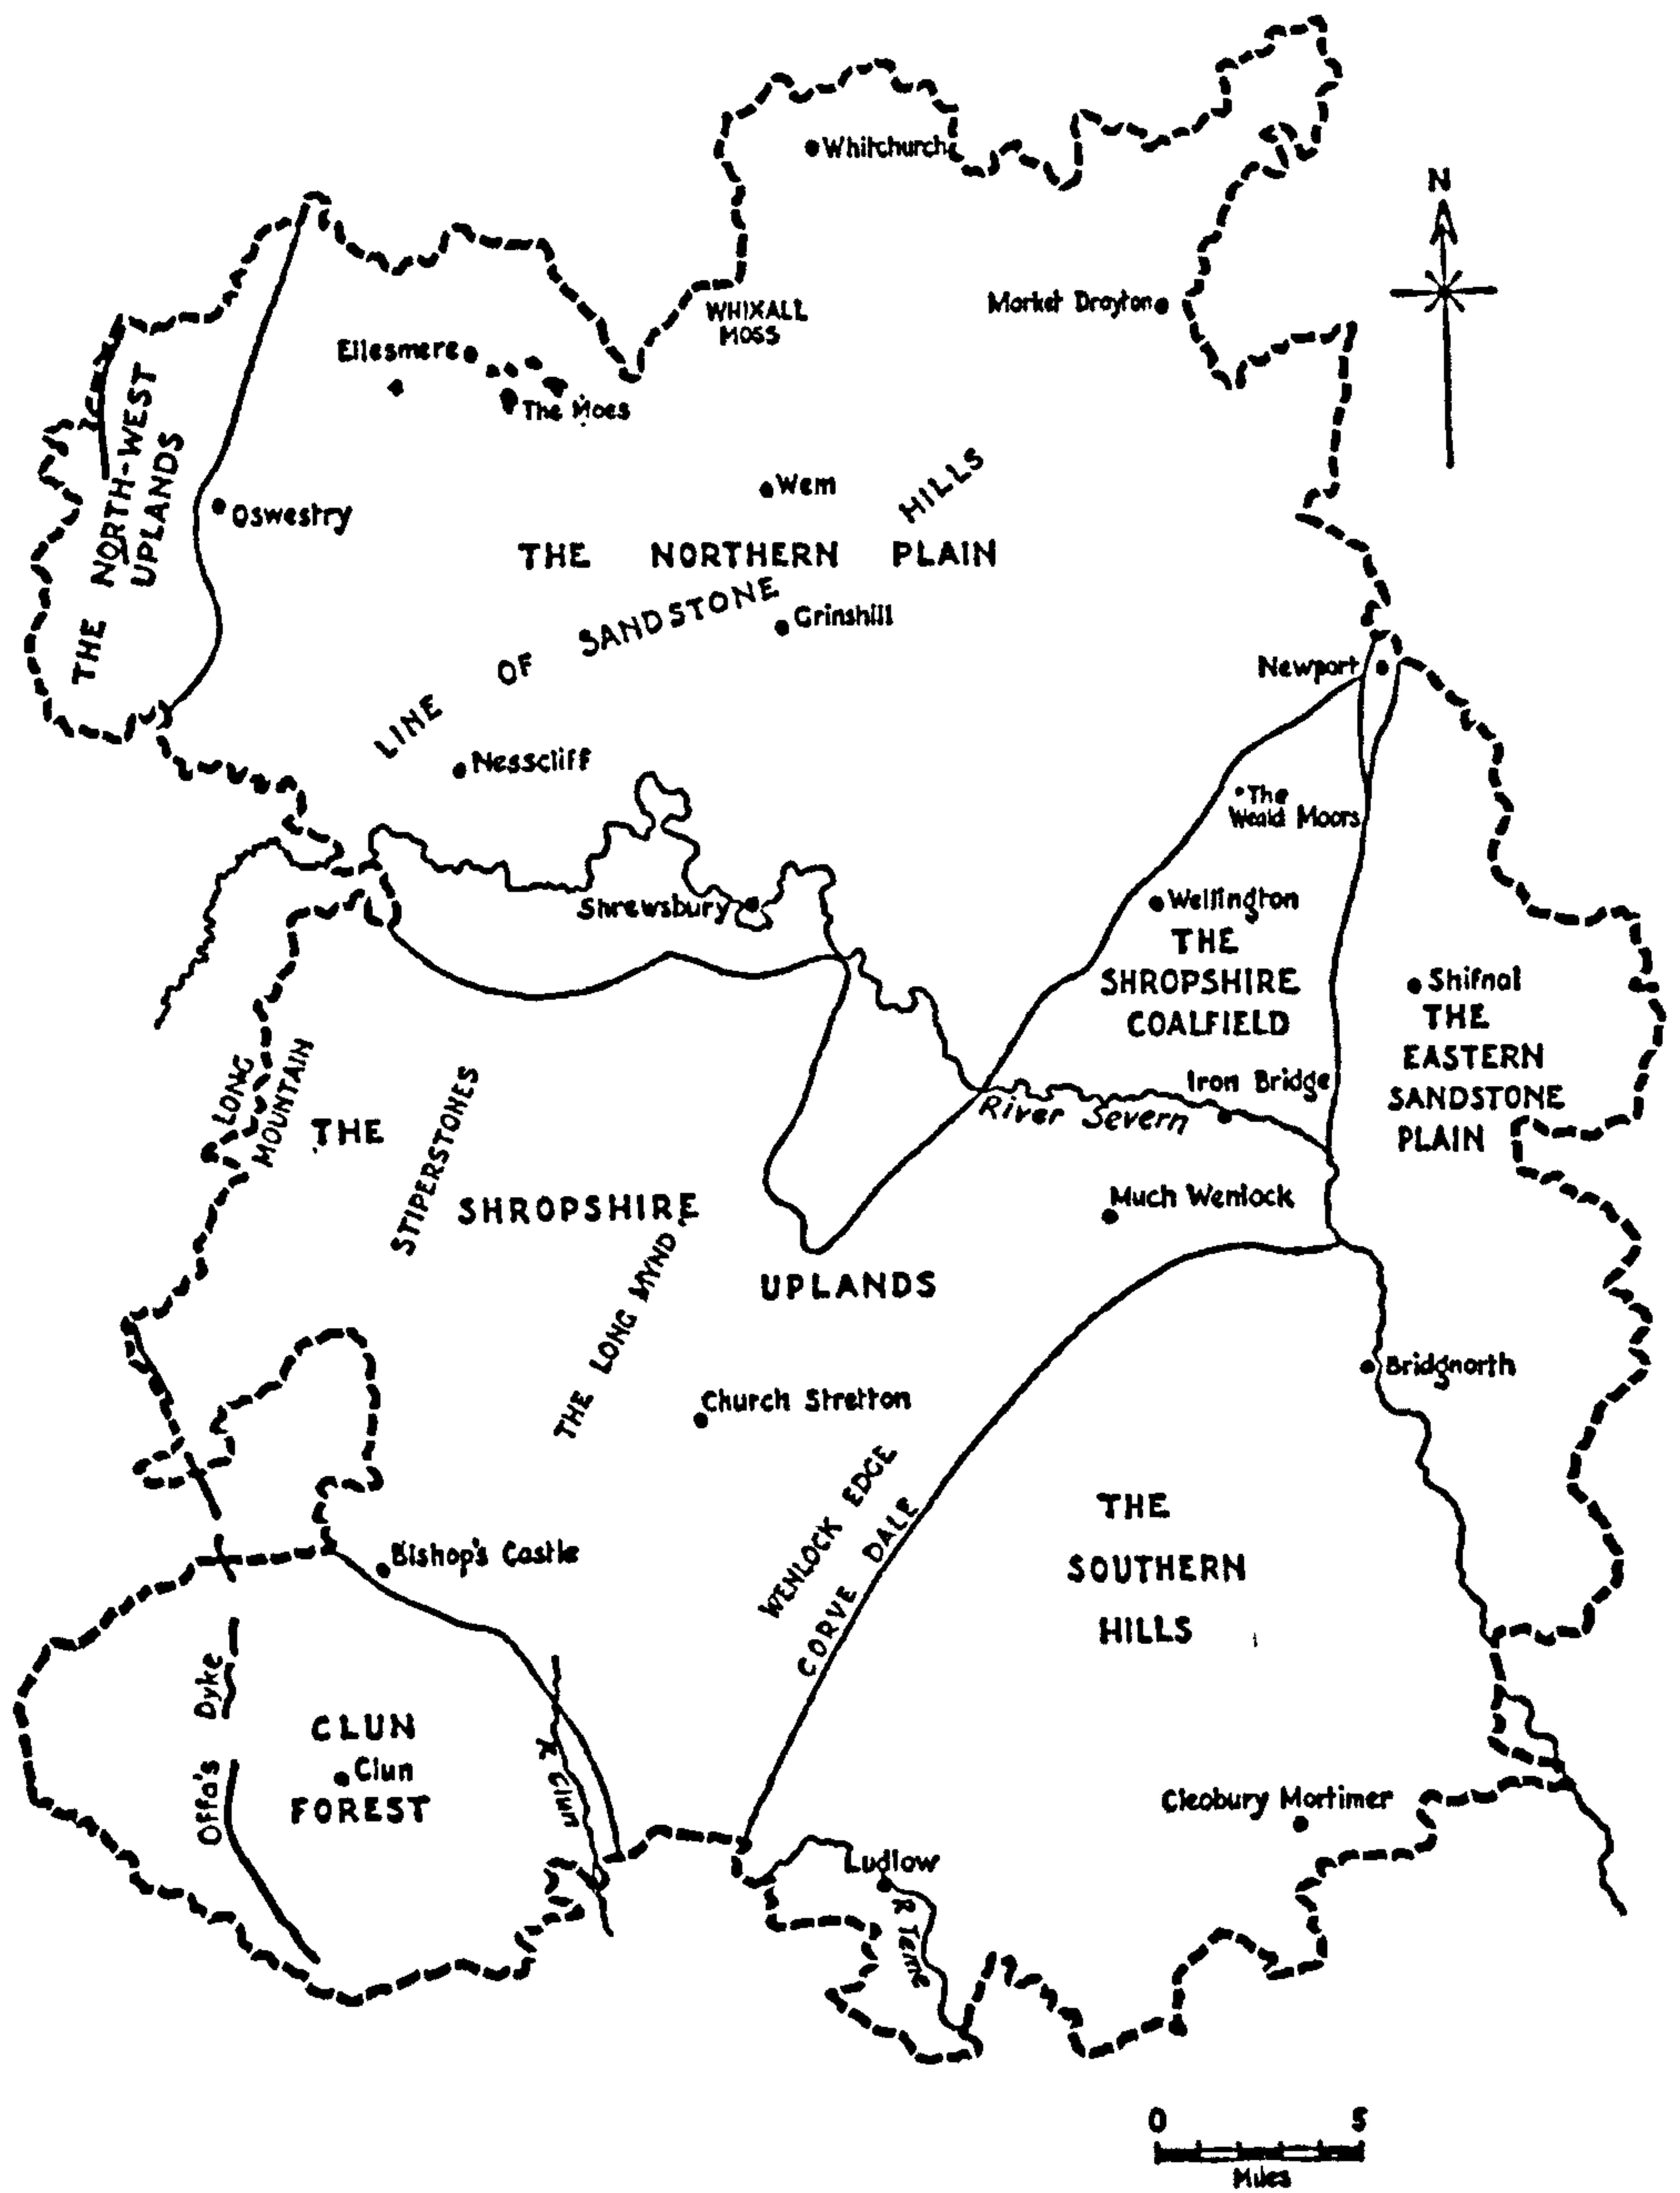 Whitchurch
N
WHIXALL
MOSS
Market Drayton
Ellesmere
The Moes
THE NORTH-WEST
UPLANDS
Oswestry
Wem
HILLS
THE NORTHERN PLAIN
LINE OF SANDSTONE
Grinshill
Newport
Nesscliff
The
Weald Moors
Shrewsbury
Wellington
THE
SHROPSHIRE
COALFIELD
Shifnal
THE
EASTERN
SANDSTONE
PLAIN
Iron Bridge
River Severn
LONG
MOUNTAIN
THE
STIPERSTONES
SHROPSHIRE
Much Wenlock
THE LONG MYND
UPLANDS
Bridgnorth
Church Stretton
WENLOCK EDGE
CORVE DALE
THE
SOUTHERN
HILLS
Bishop's Castle
Offa's Dyke
CLUN
Clun
FOREST
R Clun
Cleobury Mortimer
Ludlow
R Teme
0 5
Miles